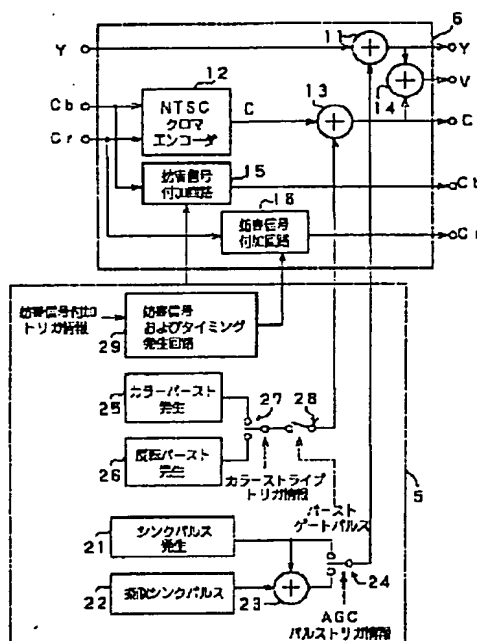 6
11
Y
Y
12
V
Cb
NTSC
クロマ
エンコーダ
C
13
14
C
Cr
妨害信号
付加回路
15
Cb
妨害信号
付加回路
16
Cr
妨害信号付加
トリガ情報
妨害信号
およびタイミング
発生回路
29
カラーバースト
発生
25
27
28
反転バースト
発生
26
カラーストライプ
トリガ情報
5
バースト
ゲートパルス
シンクパルス
発生
21
シンクパルス
22
23
24
AGC
パルストリガ情報